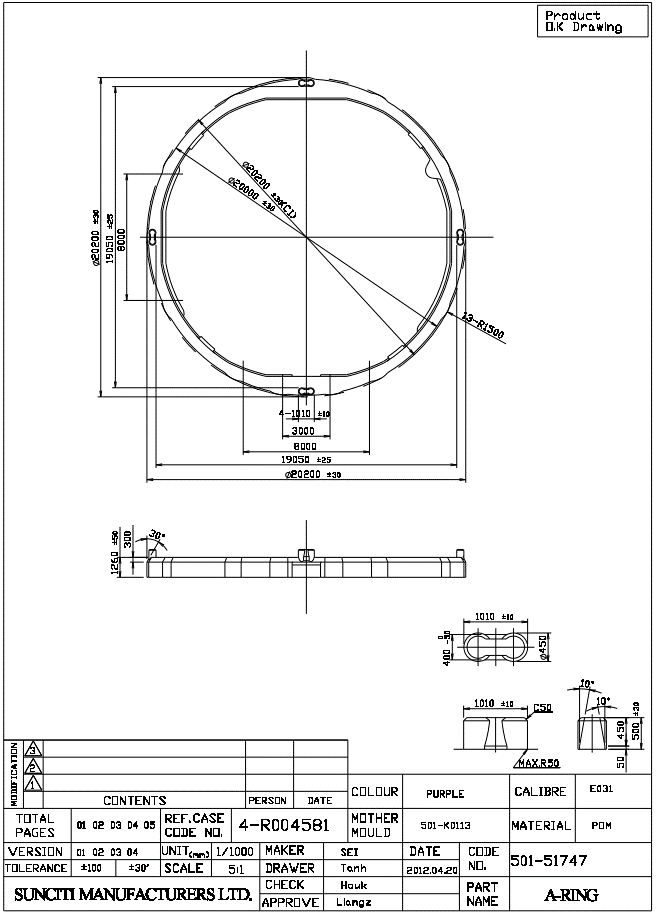 Product
O.K Drawing
ø20200 ±30(CD)
ø20000 ±30
ø20200 ±30
19050 ±25
8000
13-R1500
4-1010 ±10
3000
8000
19050 ±25
ø20200 ±30
1260 ±50
300
30°
1010 ±10
400
ø450
1010 ±10
C50
MAX.R50
10°
10°
450
500 ±20
50
MODIFICATION
3
2
1
CONTENTS
PERSON
DATE
COLOUR
PURPLE
CALIBRE
E031
TOTAL PAGES
01 02 03 04 05
REF.CASE CODE NO.
4-R004581
MOTHER MOULD
501-K0113
MATERIAL
POM
VERSION
01 02 03 04
UNIT(mm)
1/1000
MAKER
SEI
DATE
CODE NO.
501-51747
TOLERANCE
±100
±30'
SCALE
5:1
DRAWER
Tanh
2012.04.20
SUNCITI MANUFACTURERS LTD.
CHECK
Hauk
PART NAME
A-RING
APPROVE
Liangz